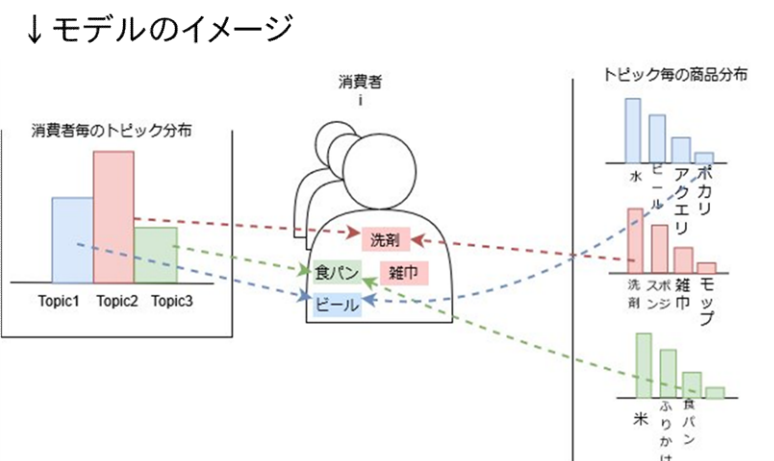 ↓モデルのイメージ
消費者毎のトピック分布
Topic1
Topic2
Topic3
消費者
i
洗剤
食パン
雑巾
ビール
トピック毎の商品分布
水
ビール
アクエリ
ポカリ
洗剤
スポンジ
雑巾
モップ
米
ふりかけ
食パン